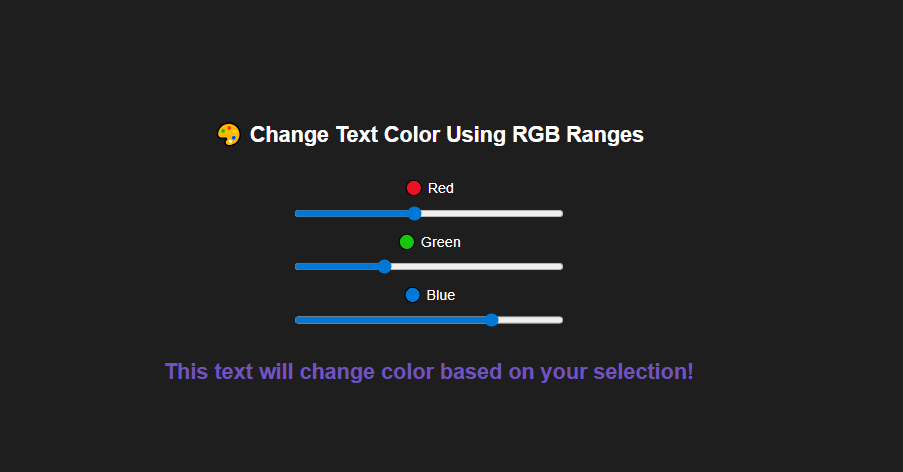 🎨 Change Text Color Using RGB Ranges
🔴 Red
🟢 Green
🔵 Blue
This text will change color based on your selection!